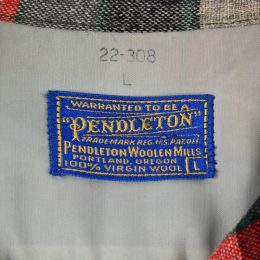 22-308
L
WARRANTED TO BE A
"PENDLETON"
TRADEMARK REG. U.S. PAT. OFF.
PENDLETON WOOLEN MILLS
PORTLAND, OREGON
100% VIRGIN WOOL L